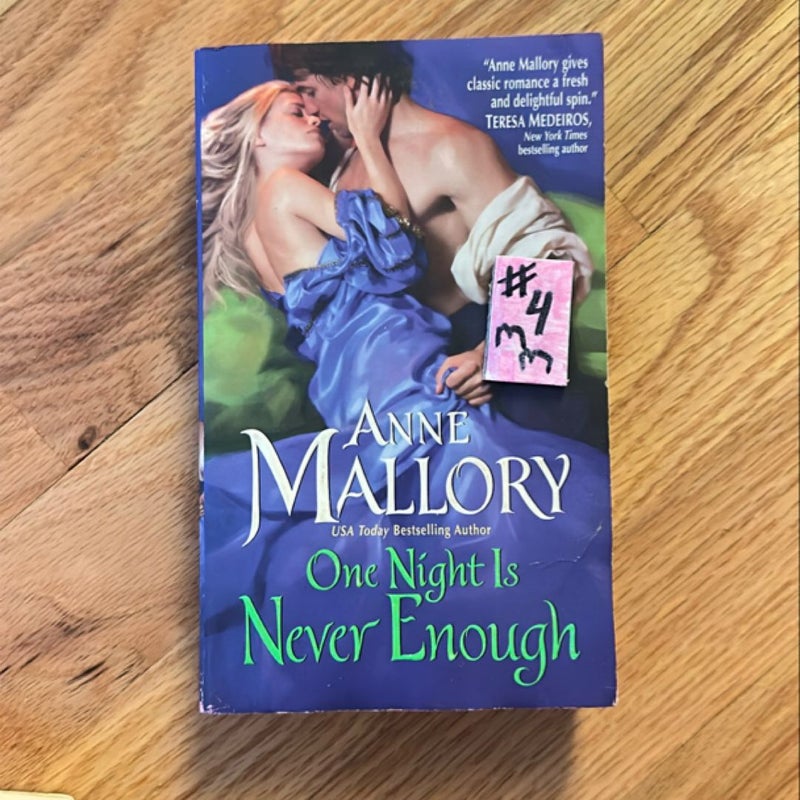 "Anne Mallory gives
classic romance a fresh
and delightful spin."
TERESA MEDEIROS,
New York Times
bestselling author
#
4
m
m
ANNE
MALLORY
USA Today Bestselling Author
ONE NIGHT IS
NEVER ENOUGH